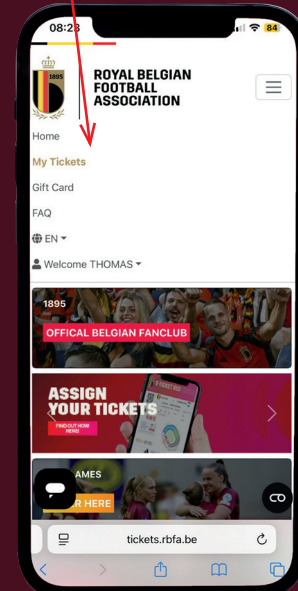 08:23
84
1895
ROYAL BELGIAN
FOOTBALL
ASSOCIATION
Home
My Tickets
Gift Card
FAQ
EN
Welcome THOMAS
1895
OFFICAL BELGIAN FANCLUB
ASSIGN
YOUR TICKETS
FIND OUT HOW
HERE!
AMES
R HERE
tickets.rbfa.be